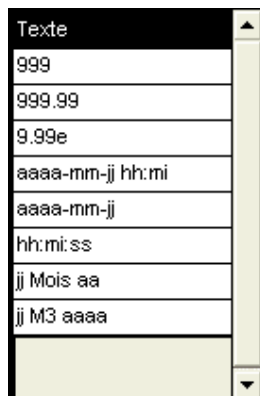 Texte
999
999.99
9.99e
aaaa-mm-jj hh:mi
aaaa-mm-jj
hh:mi:ss
jj Mois aa
jj M3 aaaa